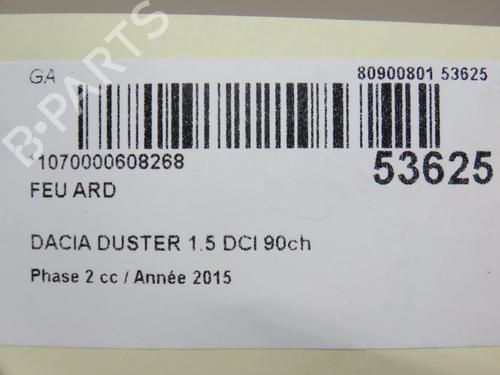 GA
80900801 53625
*1070000608268
53625
FEU ARD
DACIA DUSTER 1.5 DCI 90ch
Phase 2 cc / Année 2015
B-PARTS